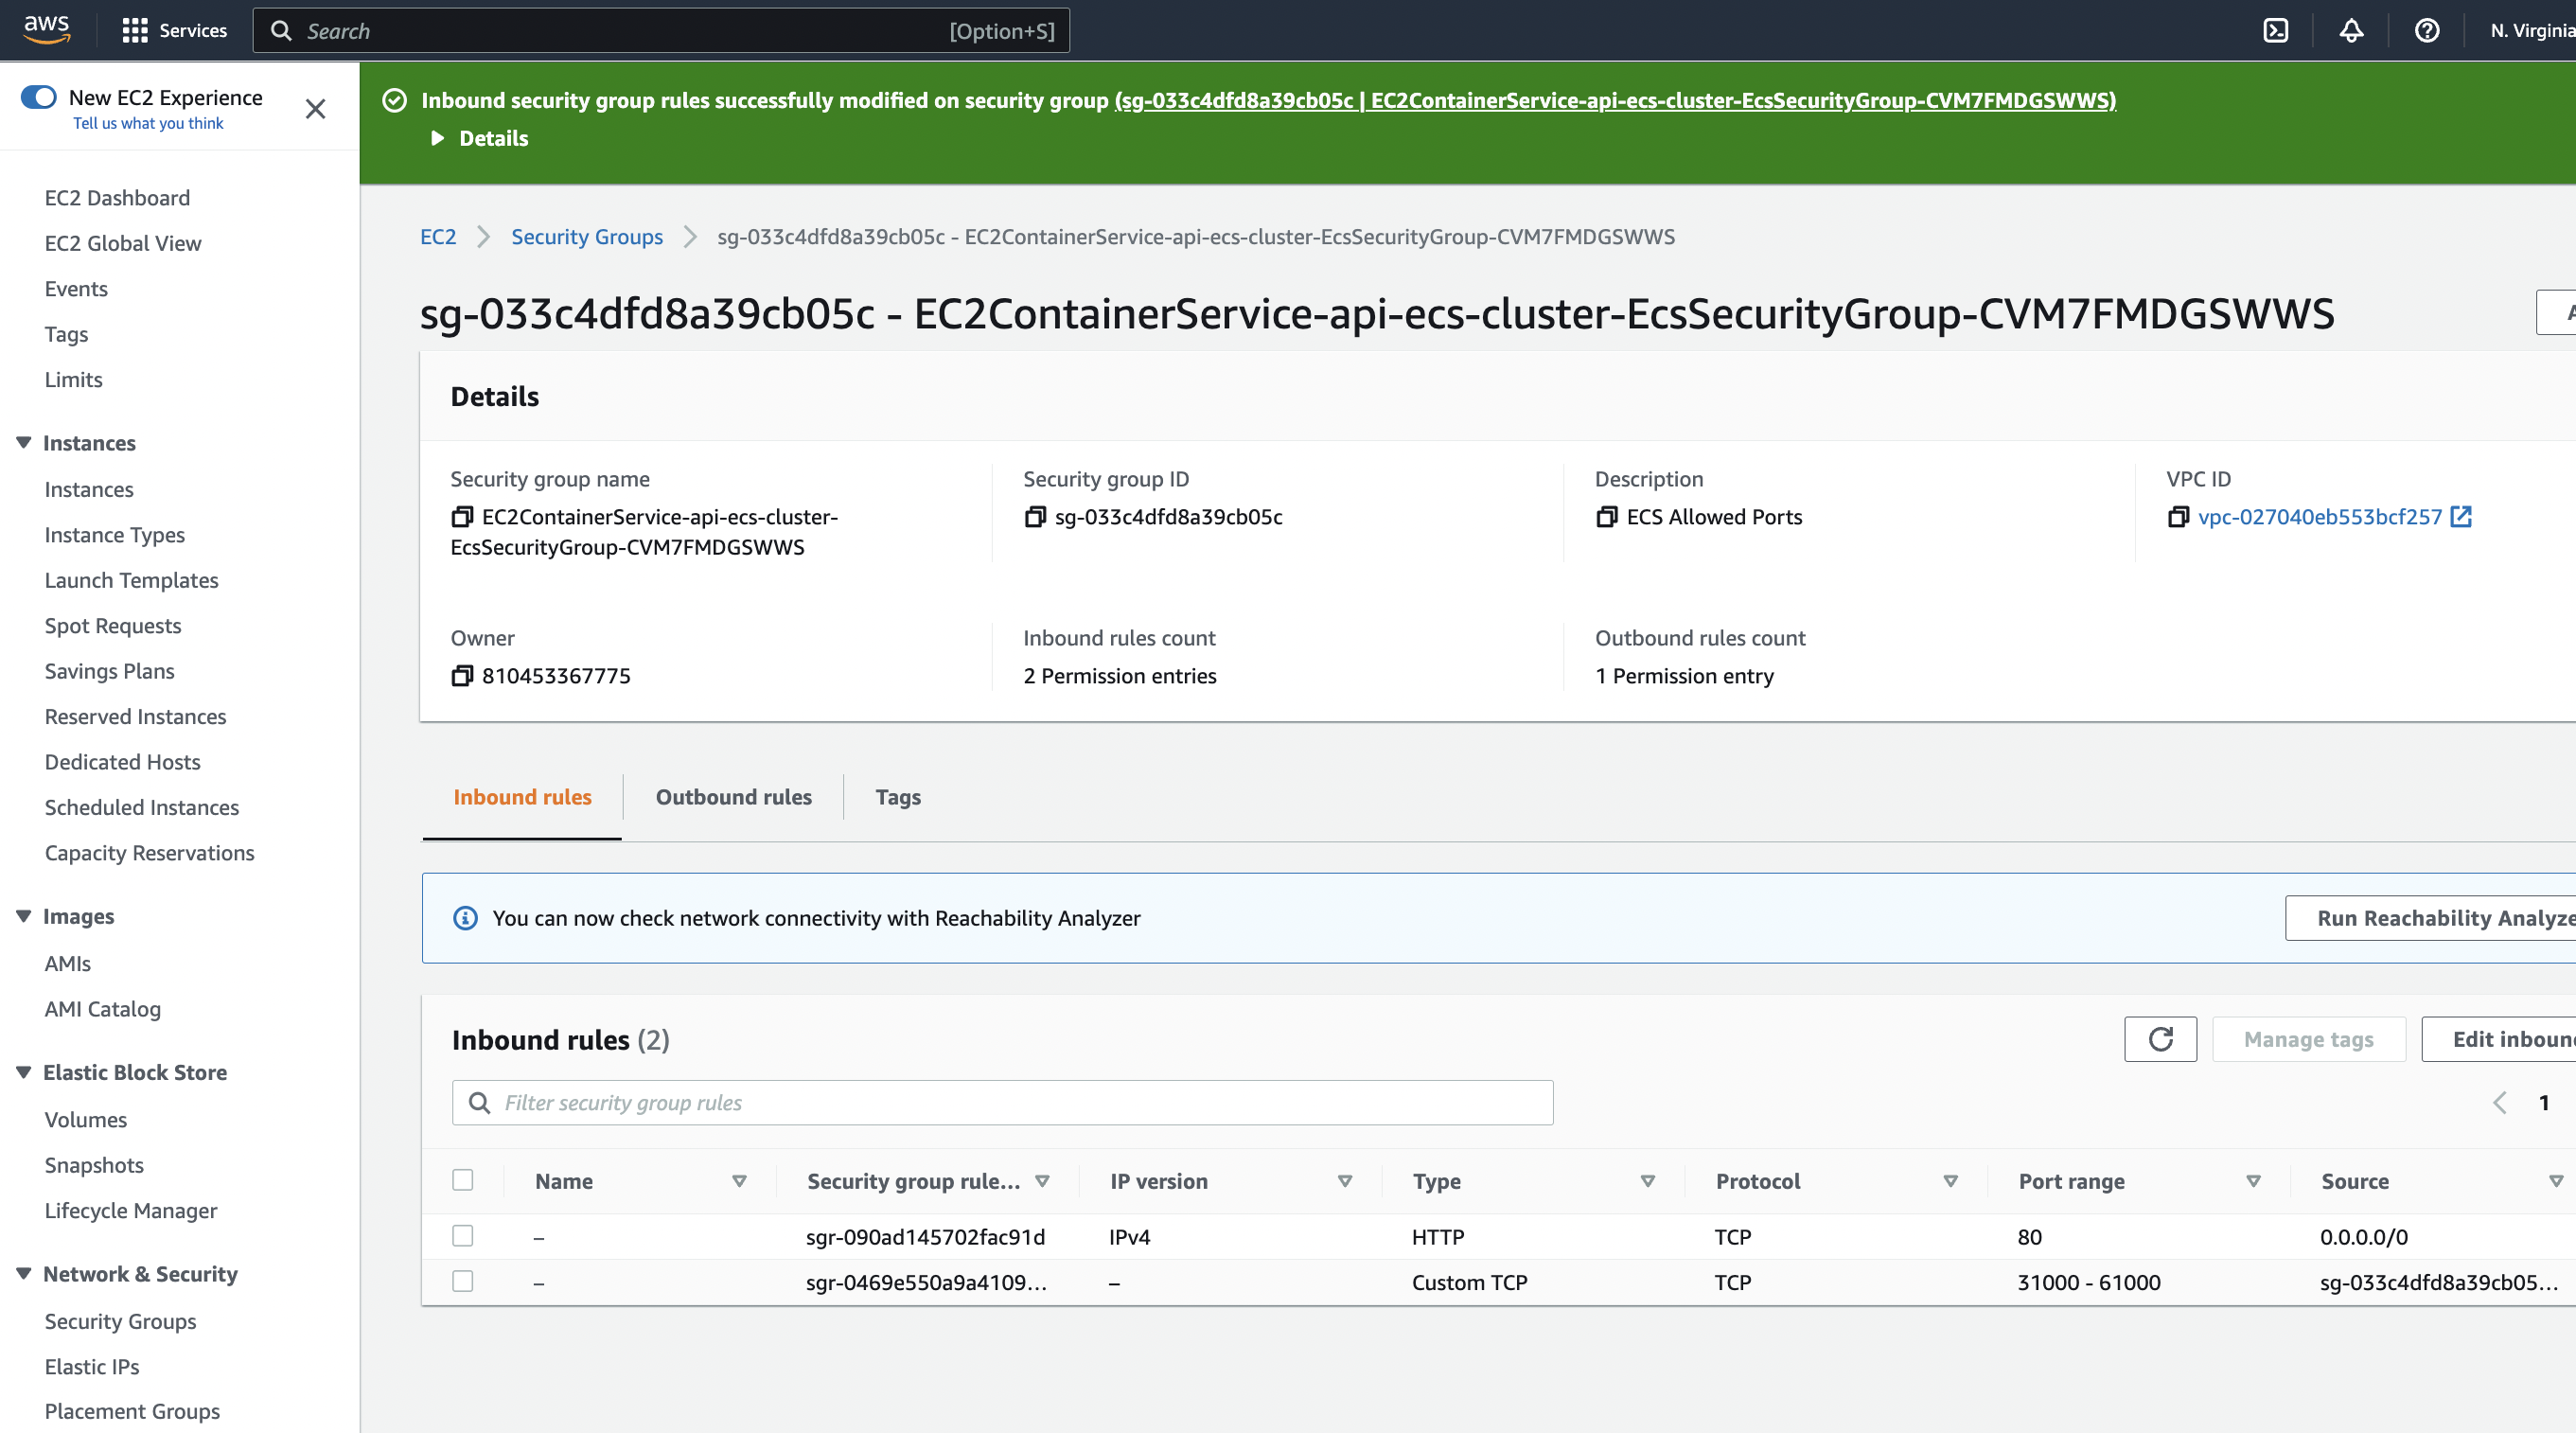 aws
Services
Search
[Option+S]
N. Virginia
New EC2 Experience
Tell us what you think
EC2 Dashboard
EC2 Global View
Events
Tags
Limits
Instances
Instances
Instance Types
Launch Templates
Spot Requests
Savings Plans
Reserved Instances
Dedicated Hosts
Scheduled Instances
Capacity Reservations
Images
AMIs
AMI Catalog
Elastic Block Store
Volumes
Snapshots
Lifecycle Manager
Network & Security
Security Groups
Elastic IPs
Placement Groups
Inbound security group rules successfully modified on security group (sg-033c4dfd8a39cb05c | EC2ContainerService-api-ecs-cluster-EcsSecurityGroup-CVM7FMDGSWWS)
Details
EC2 > Security Groups > sg-033c4dfd8a39cb05c - EC2ContainerService-api-ecs-cluster-EcsSecurityGroup-CVM7FMDGSWWS
sg-033c4dfd8a39cb05c - EC2ContainerService-api-ecs-cluster-EcsSecurityGroup-CVM7FMDGSWWS
Details
Security group name
EC2ContainerService-api-ecs-cluster-
EcsSecurityGroup-CVM7FMDGSWWS
Security group ID
sg-033c4dfd8a39cb05c
Description
ECS Allowed Ports
VPC ID
vpc-027040eb553bcf257
Owner
810453367775
Inbound rules count
2 Permission entries
Outbound rules count
1 Permission entry
Inbound rules
Outbound rules
Tags
You can now check network connectivity with Reachability Analyzer
Run Reachability Analyze
Inbound rules (2)
Manage tags
Edit inboun
Filter security group rules
1
Name Security group rule... IP version Type Protocol Port range Source
– sgr-090ad145702fac91d IPv4 HTTP TCP 80 0.0.0.0/0
– sgr-0469e550a9a4109... – Custom TCP TCP 31000 - 61000 sg-033c4dfd8a39cb05...